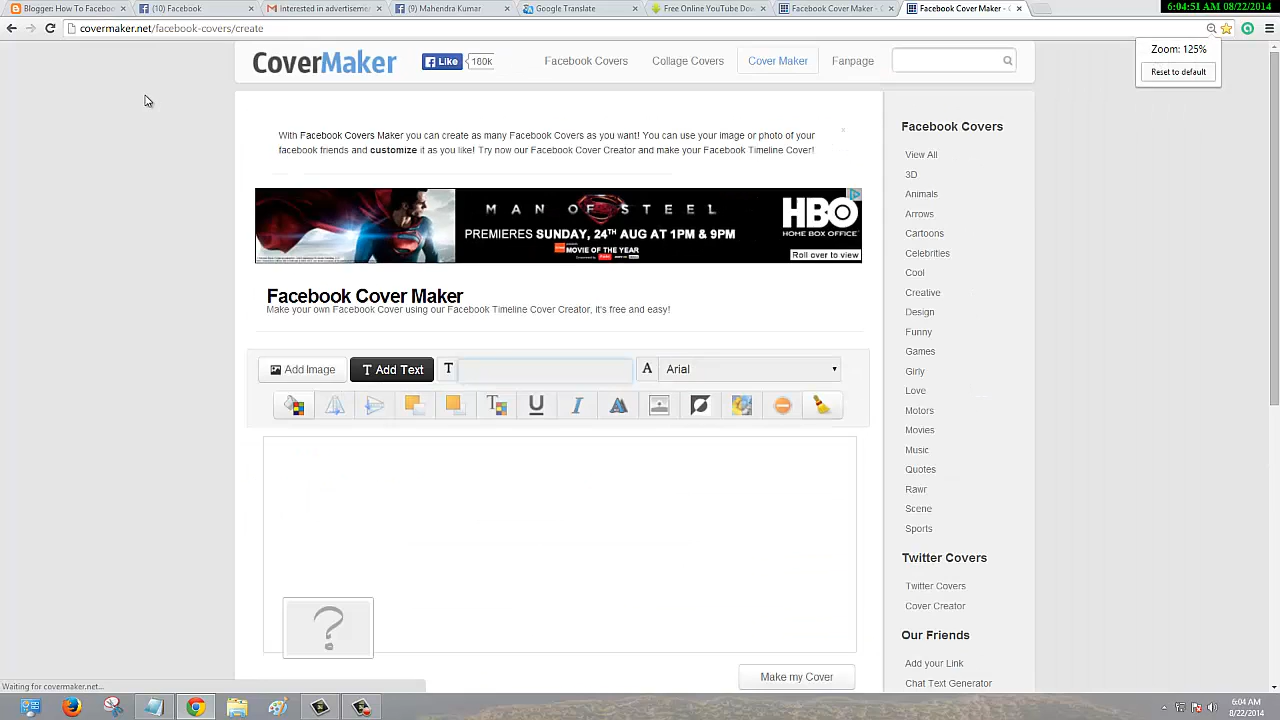 6:04:51 AM 08/22/2014
Blogger: How To Faceboo
(10) Facebook
Interested in advertiseme
(9) Mahendra Kumar
Google Translate
Free Online YouTube Dow
Facebook Cover Maker - C
Facebook Cover Maker - C
covermaker.net/facebook-covers/create
Zoom: 125%
Reset to default
CoverMaker
Like
180k
Facebook Covers
Collage Covers
Cover Maker
Fanpage
With Facebook Covers Maker you can create as many Facebook Covers as you want! You can use your image or photo of your
facebook friends and customize it as you like! Try now our Facebook Cover Creator and make your Facebook Timeline Cover!
MAN OF STEEL
PREMIERES SUNDAY, 24TH AUG AT 1PM & 9PM
MOVIE OF THE YEAR
HBO
HOME BOX OFFICE
Roll over to view
Facebook Cover Maker
Make your own Facebook Cover using our Facebook Timeline Cover Creator, it's free and easy!
Add Image
T Add Text
T
A
Arial
Make my Cover
Facebook Covers
View All
3D
Animals
Arrows
Cartoons
Celebrities
Cool
Creative
Design
Funny
Games
Girly
Love
Motors
Movies
Music
Quotes
Rawr
Scene
Sports
Twitter Covers
Twitter Covers
Cover Creator
Our Friends
Add your Link
Chat Text Generator
Waiting for covermaker.net...
6:04 AM
8/22/2014